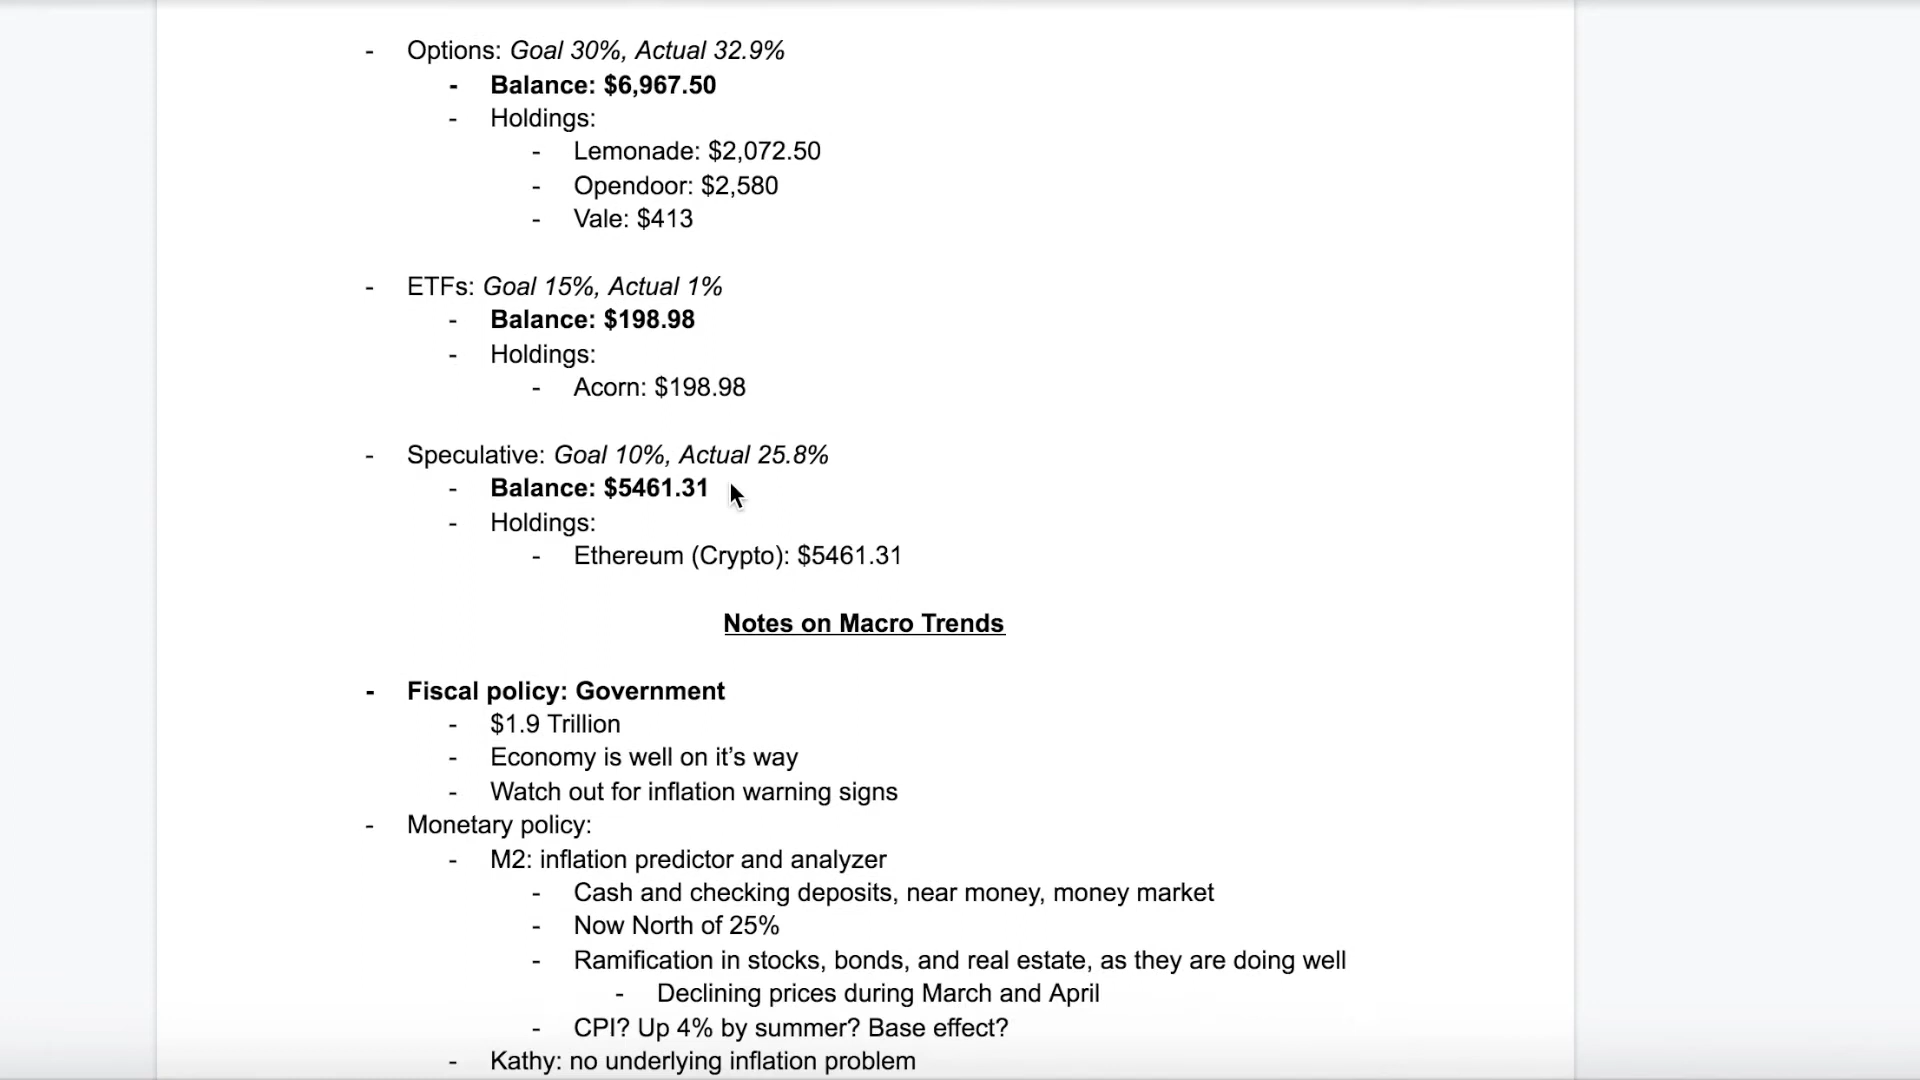 - Options: Goal 30%, Actual 32.9%
- Balance: $6,967.50
- Holdings:
- Lemonade: $2,072.50
- Opendoor: $2,580
- Vale: $413
- ETFs: Goal 15%, Actual 1%
- Balance: $198.98
- Holdings:
- Acorn: $198.98
- Speculative: Goal 10%, Actual 25.8%
- Balance: $5461.31
- Holdings:
- Ethereum (Crypto): $5461.31
Notes on Macro Trends
- Fiscal policy: Government
- $1.9 Trillion
- Economy is well on it’s way
- Watch out for inflation warning signs
- Monetary policy:
- M2: inflation predictor and analyzer
- Cash and checking deposits, near money, money market
- Now North of 25%
- Ramification in stocks, bonds, and real estate, as they are doing well
- Declining prices during March and April
- CPI? Up 4% by summer? Base effect?
- Kathy: no underlying inflation problem